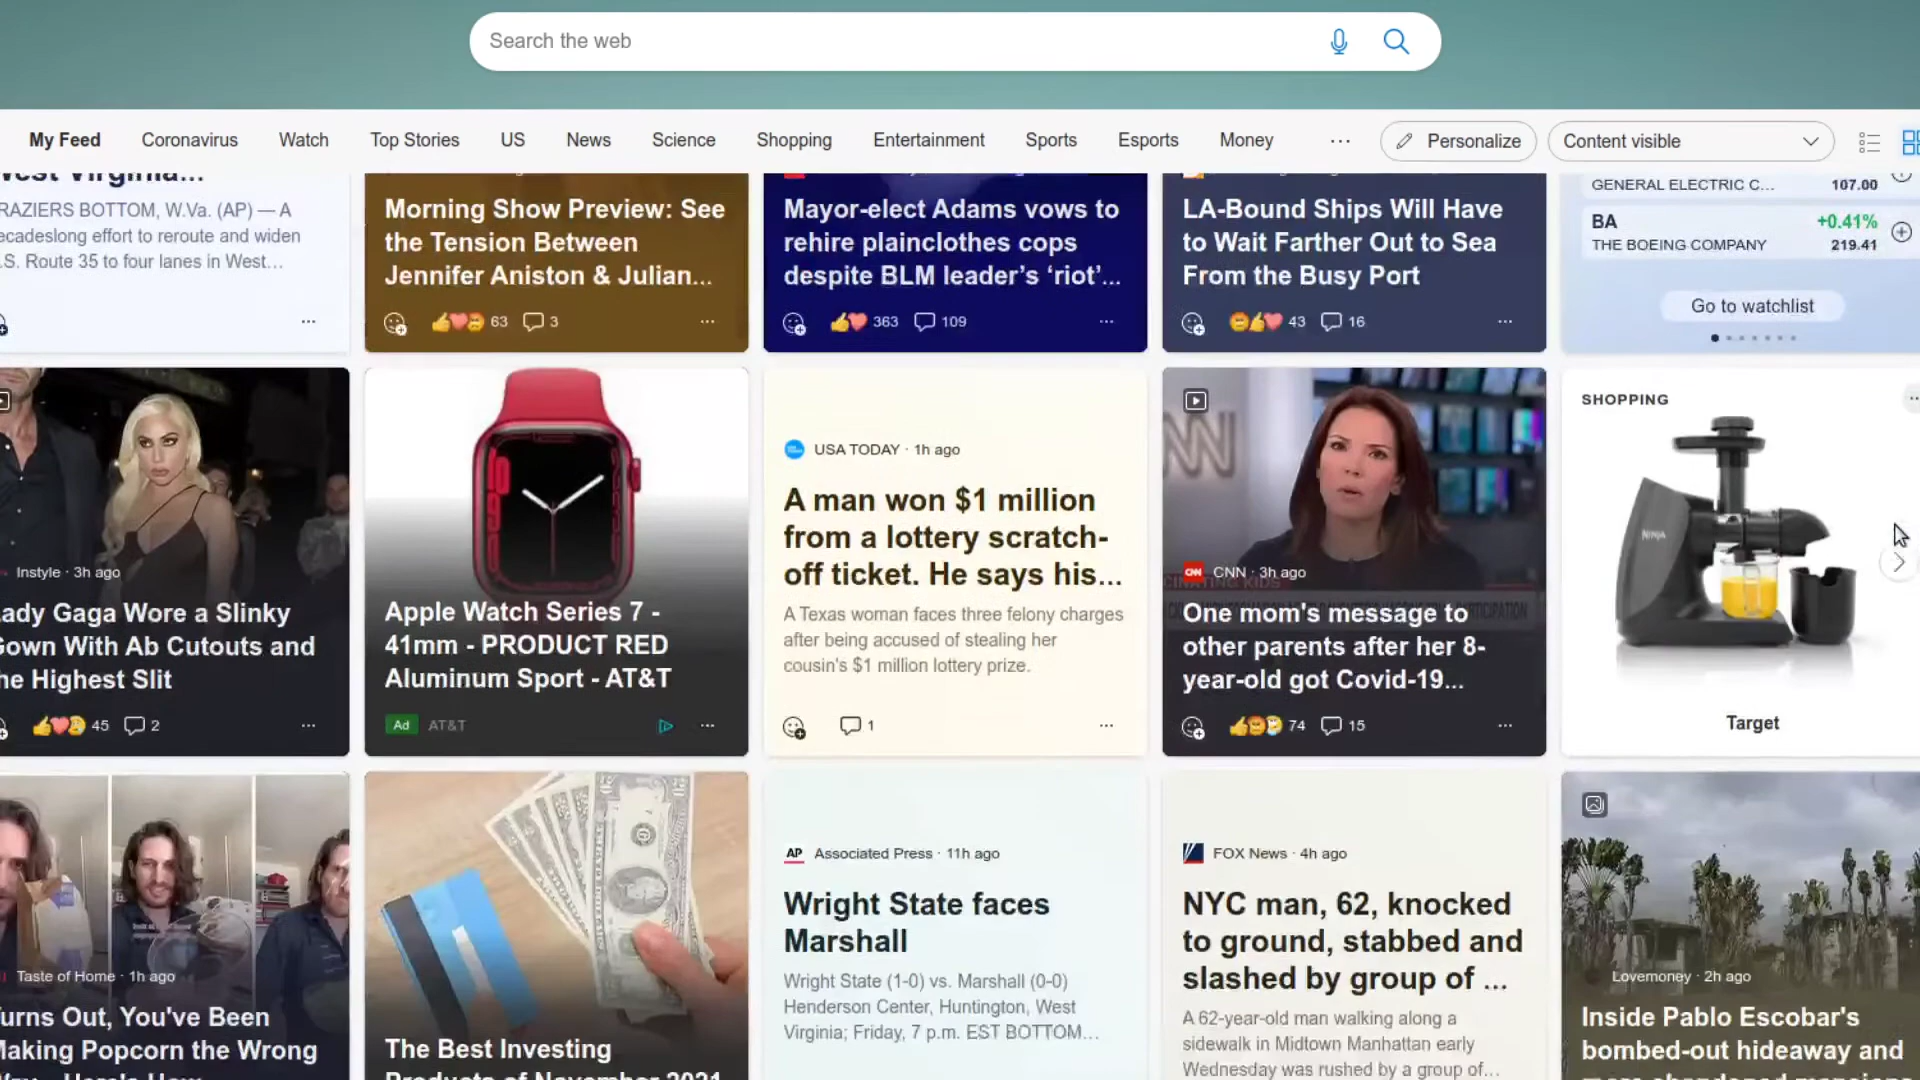 Search the web
My Feed
Coronavirus
Watch
Top Stories
US
News
Science
Shopping
Entertainment
Sports
Esports
Money
Personalize
Content visible
West Virginia...
RAZIERS BOTTOM, W.Va. (AP) — A
ecadeslong effort to reroute and widen
.S. Route 35 to four lanes in West...
Morning Show Preview: See
the Tension Between
Jennifer Aniston & Julian...
63
3
Mayor-elect Adams vows to
rehire plainclothes cops
despite BLM leader's 'riot'...
363
109
LA-Bound Ships Will Have
to Wait Farther Out to Sea
From the Busy Port
43
16
GENERAL ELECTRIC C... 107.00
BA +0.41%
THE BOEING COMPANY 219.41
Go to watchlist
Instyle · 3h ago
ady Gaga Wore a Slinky
Gown With Ab Cutouts and
he Highest Slit
45
2
Apple Watch Series 7 -
41mm - PRODUCT RED
Aluminum Sport - AT&T
Ad AT&T
USA TODAY · 1h ago
A man won $1 million
from a lottery scratch-
off ticket. He says his...
A Texas woman faces three felony charges
after being accused of stealing her
cousin's $1 million lottery prize.
1
CNN · 3h ago
One mom's message to
other parents after her 8-
year-old got Covid-19...
74
15
SHOPPING
NINJA
Target
Taste of Home · 1h ago
urns Out, You've Been
Making Popcorn the Wrong
Way – Here's How
The Best Investing
Products of November 2021
AP Associated Press · 11h ago
Wright State faces
Marshall
Wright State (1-0) vs. Marshall (0-0)
Henderson Center, Huntington, West
Virginia; Friday, 7 p.m. EST BOTTOM...
FOX News · 4h ago
NYC man, 62, knocked
to ground, stabbed and
slashed by group of ...
A 62-year-old man walking along a
sidewalk in Midtown Manhattan early
Wednesday was rushed by a group of...
Lovemoney · 2h ago
Inside Pablo Escobar's
bombed-out hideaway and
more abandoned mansions